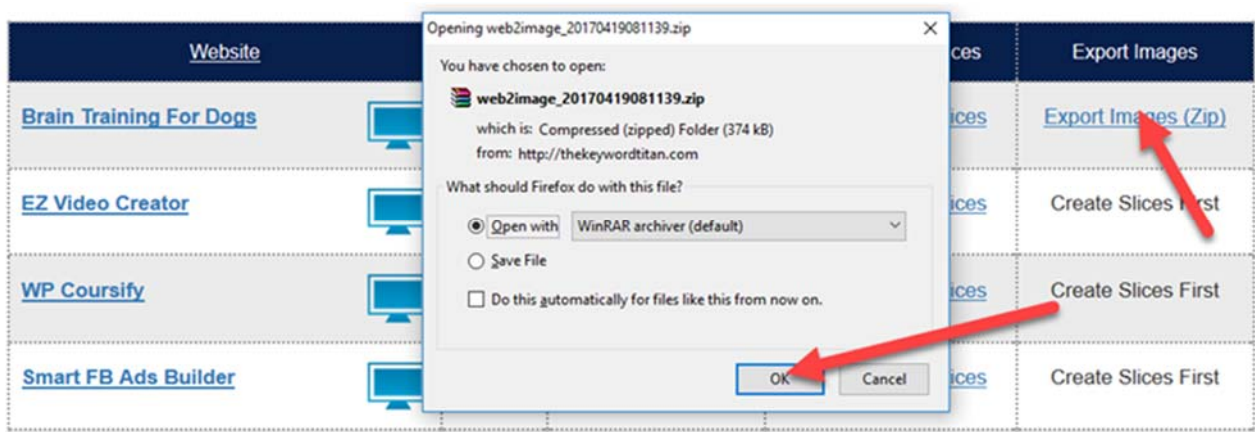 Opening web2image_20170419081139.zip
Website
ces
Export Images
You have chosen to open:
web2image_20170419081139.zip
which is: Compressed (zipped) Folder (374 kB)
from: http://thekeywordtitan.com
Brain Training For Dogs
ices
Export Images (Zip)
What should Firefox do with this file?
EZ Video Creator
Open with
WinRAR archiver (default)
ices
Create Slices First
Save File
WP Coursify
Do this automatically for files like this from now on.
ices
Create Slices First
Smart FB Ads Builder
OK
Cancel
ices
Create Slices First